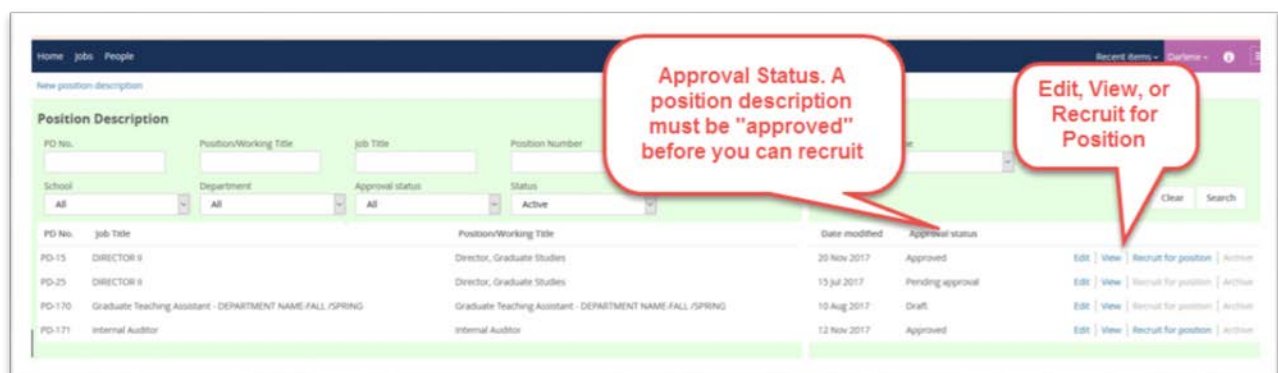 Home Jobs People Recent items Darlene
New position description
Position Description
PD No. Position/Working Title Job Title Position Number
School Department Approval status Status
All All All Active Clear Search
Approval Status. A
position description
must be "approved"
before you can recruit
Edit, View, or
Recruit for
Position
PD No. Job Title Position/Working Title Date modified Approval status
PD-15 DIRECTOR II Director, Graduate Studies 20 Nov 2017 Approved Edit View Recruit for position Archive
PD-25 DIRECTOR II Director, Graduate Studies 15 Jul 2017 Pending approval Edit View Recruit for position Archive
PD-170 Graduate Teaching Assistant - DEPARTMENT NAME-FALL /SPRING Graduate Teaching Assistant - DEPARTMENT NAME-FALL /SPRING 10 Aug 2017 Draft Edit View Recruit for position Archive
PD-171 Internal Auditor Internal Auditor 12 Nov 2017 Approved Edit View Recruit for position Archive